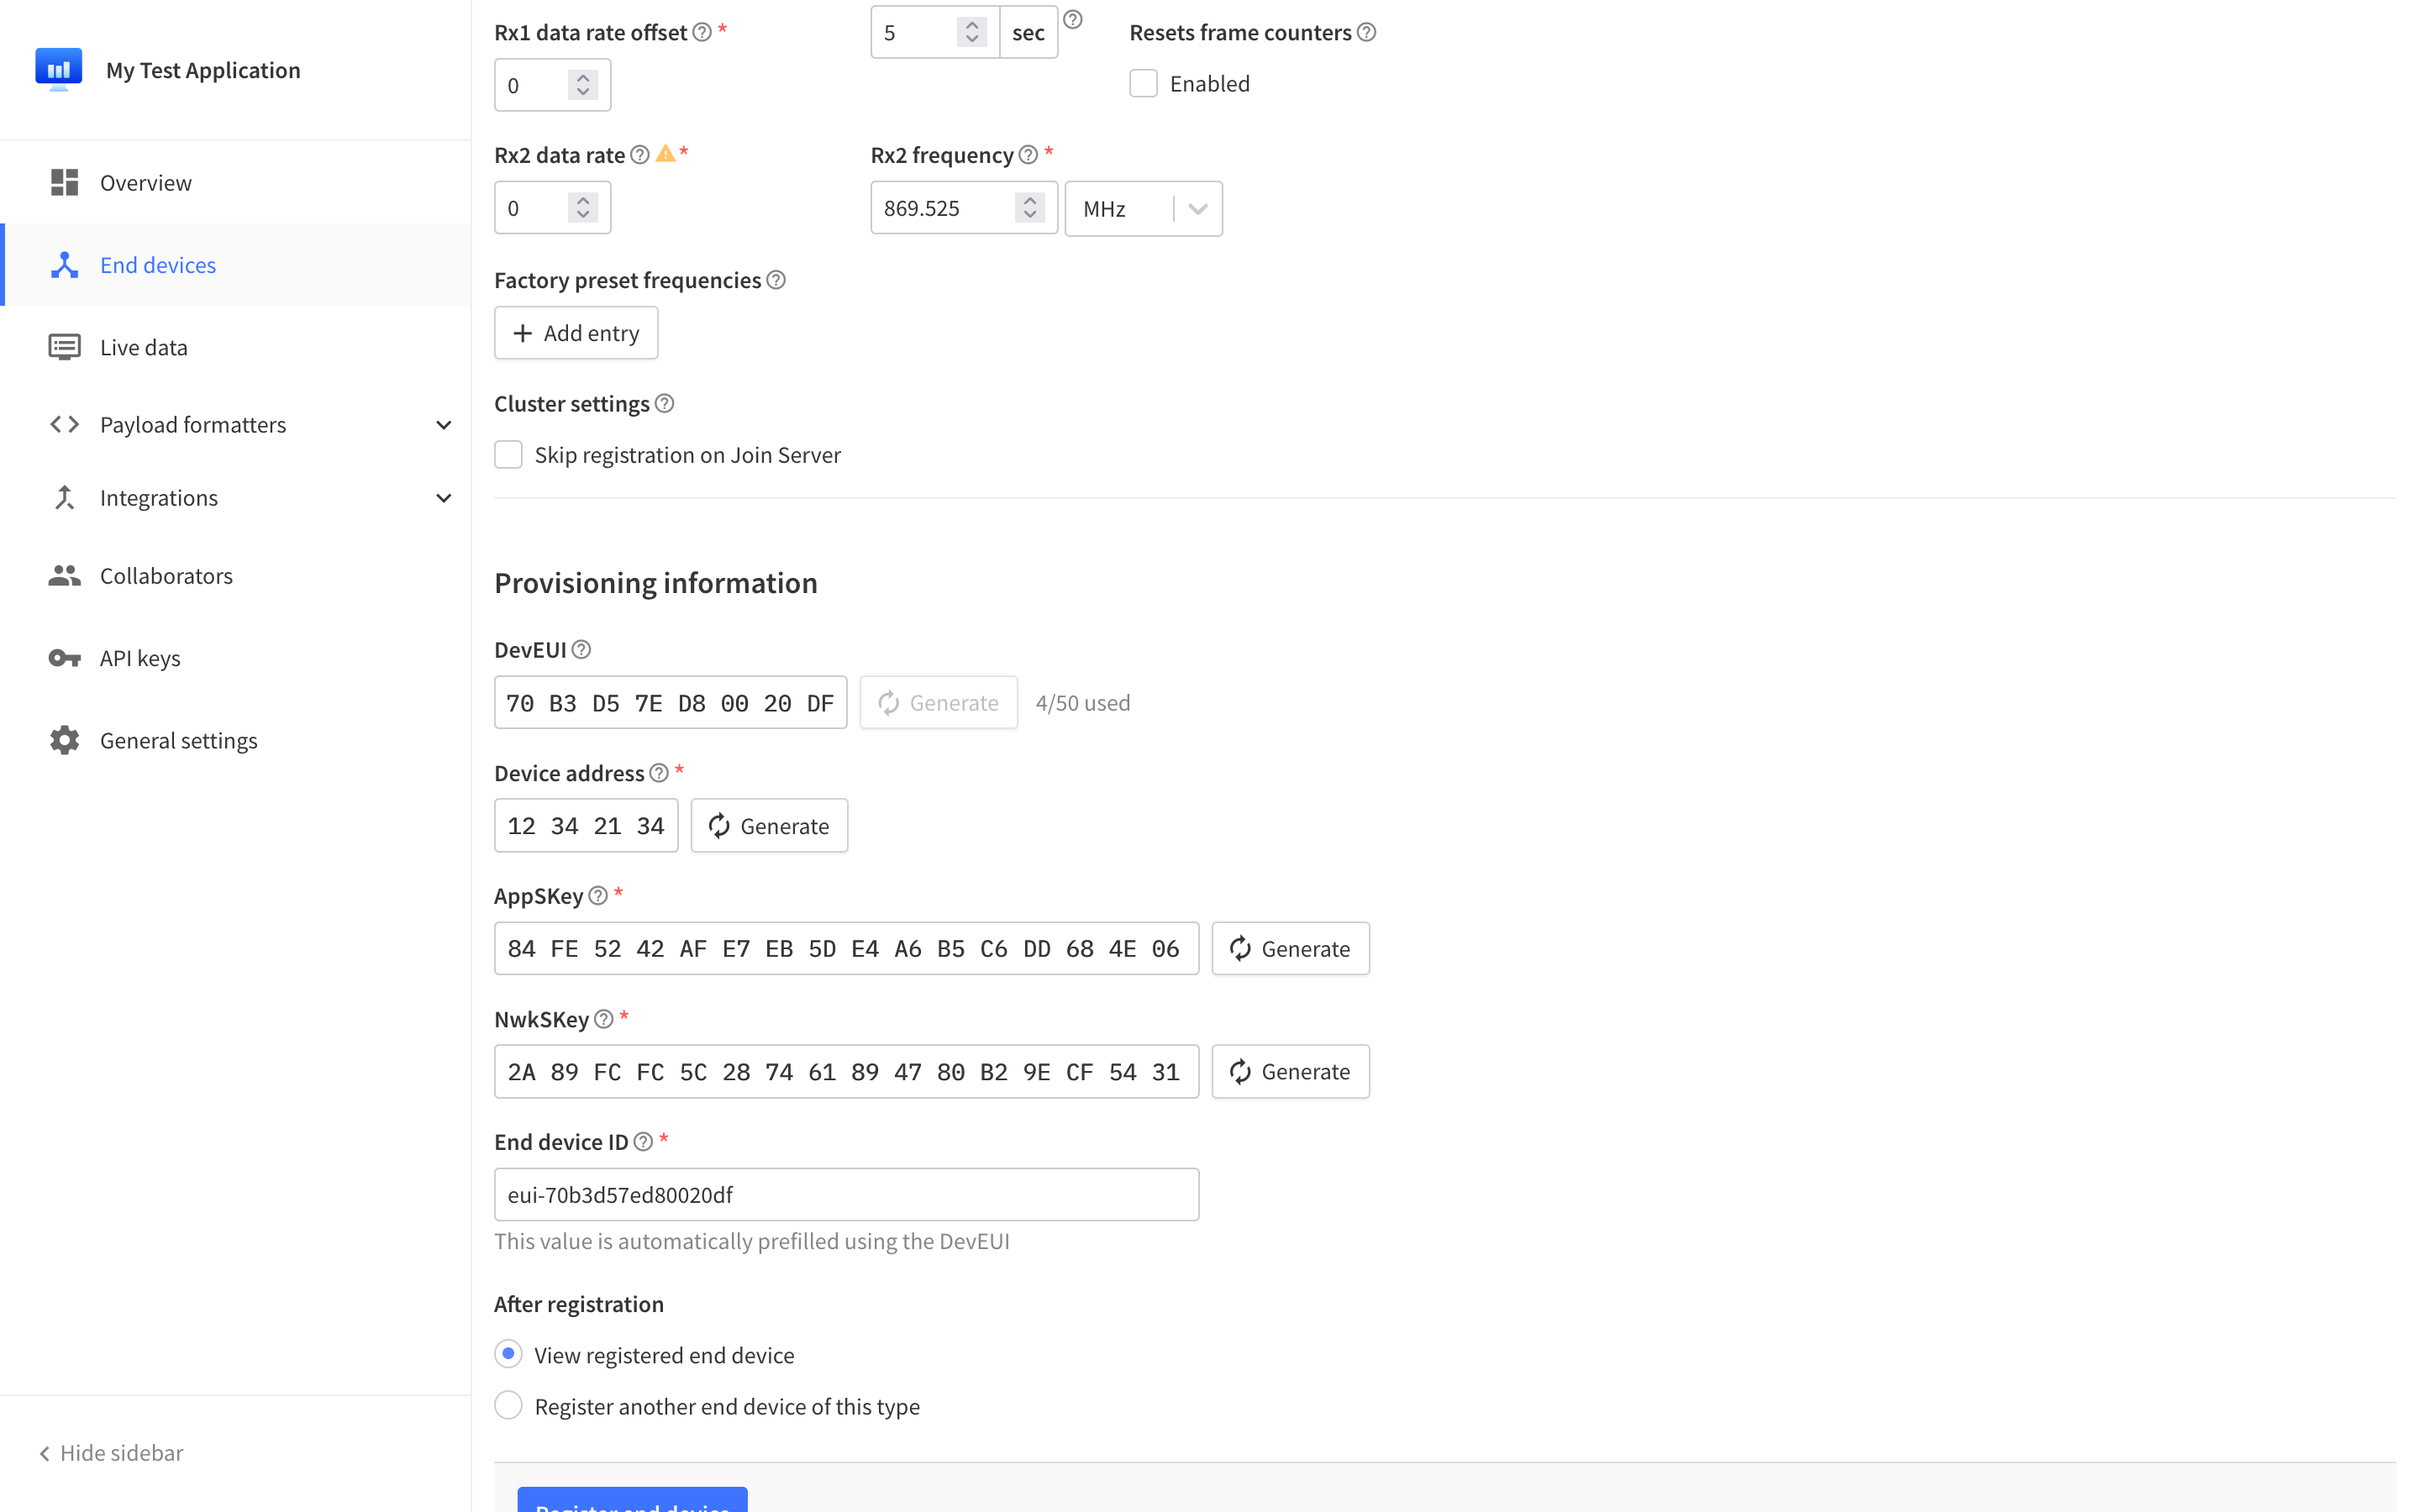 My Test Application
Overview
End devices
Live data
Payload formatters
Integrations
Collaborators
API keys
General settings
Hide sidebar
Rx1 data rate offset *
0
5 sec
Resets frame counters
Enabled
Rx2 data rate *
0
Rx2 frequency *
869.525 MHz
Factory preset frequencies
Add entry
Cluster settings
Skip registration on Join Server
Provisioning information
DevEUI
70 B3 D5 7E D8 00 20 DF Generate 4/50 used
Device address *
12 34 21 34 Generate
AppSKey *
84 FE 52 42 AF E7 EB 5D E4 A6 B5 C6 DD 68 4E 06 Generate
NwkSKey *
2A 89 FC FC 5C 28 74 61 89 47 80 B2 9E CF 54 31 Generate
End device ID *
eui-70b3d57ed80020df
This value is automatically prefilled using the DevEUI
After registration
View registered end device
Register another end device of this type
Register end device